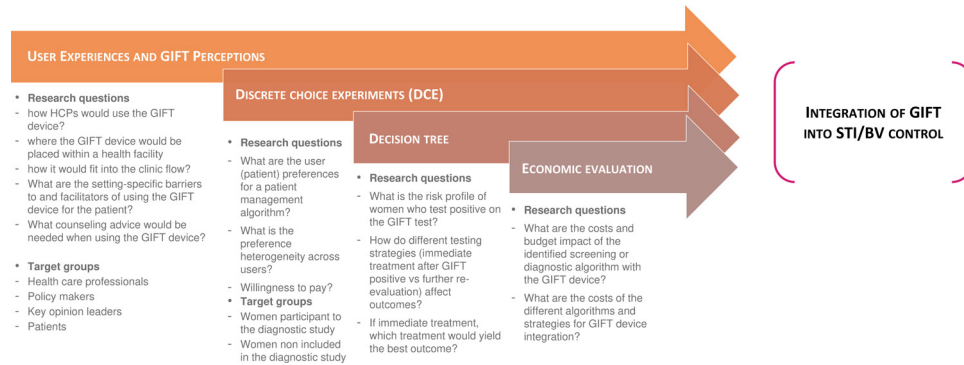 USER EXPERIENCES AND GIFT PERCEPTIONS
• Research questions
- how HCPs would use the GIFT
device?
- where the GIFT device would be
placed within a health facility
- how it would fit into the clinic flow?
- What are the setting-specific barriers
to and facilitators of using the GIFT
device for the patient?
- What counseling advice would be
needed when using the GIFT device?
• Target groups
- Health care professionals
- Policy makers
- Key opinion leaders
- Patients
DISCRETE CHOICE EXPERIMENTS (DCE)
• Research questions
- What are the user
(patient) preferences
for a patient
management
algorithm?
- What is the
preference
heterogeneity across
users?
- Willingness to pay?
• Target groups
- Women participant to
the diagnostic study
- Women non included
in the diagnostic study
DECISION TREE
• Research questions
- What is the risk profile of
women who test positive on
the GIFT test?
- How do different testing
strategies (immediate
treatment after GIFT
positive vs further re-
evaluation) affect
outcomes?
- If immediate treatment,
which treatment would yield
the best outcome?
ECONOMIC EVALUATION
• Research questions
- What are the costs and
budget impact of the
identified screening or
diagnostic algorithm with
the GIFT device?
- What are the costs of the
different algorithms and
strategies for GIFT device
integration?
INTEGRATION OF GIFT
INTO STI/BV CONTROL